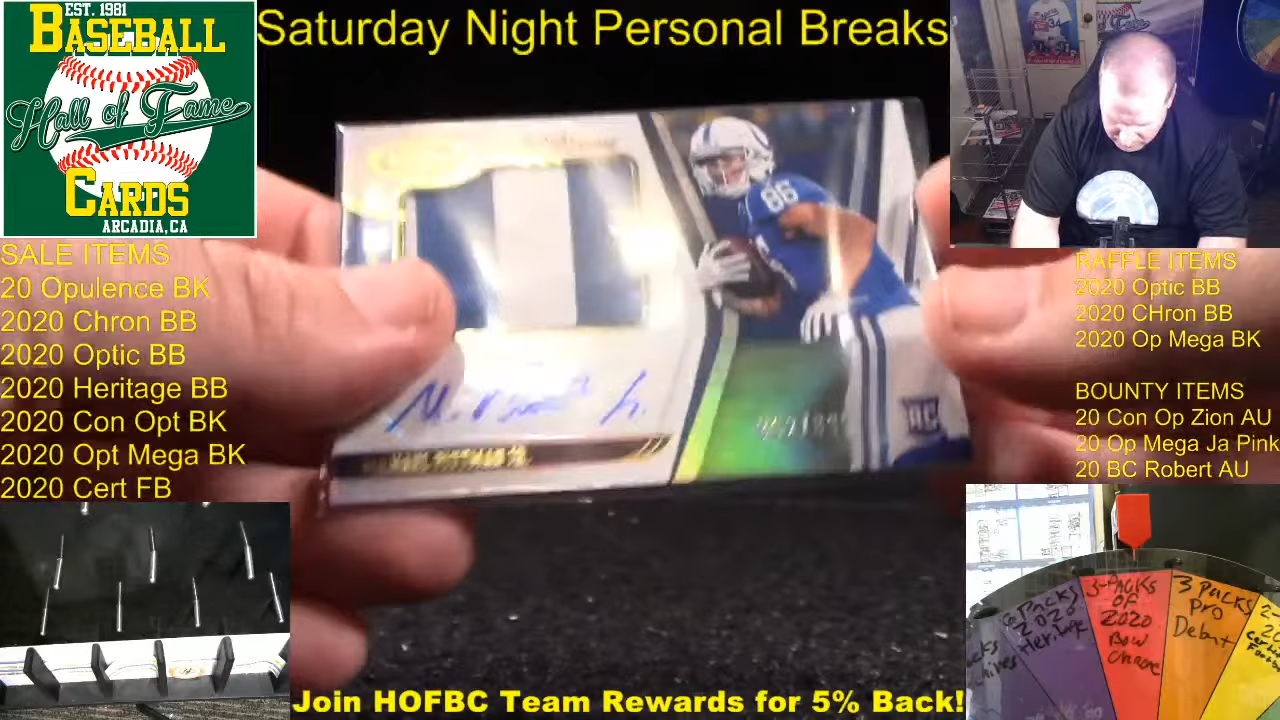 EST. 1981
BASEBALL
Hall of Fame
CARDS
ARCADIA, CA
Saturday Night Personal Breaks
SALE ITEMS
20 Opulence BK
2020 Chron BB
2020 Optic BB
2020 Heritage BB
2020 Con Opt BK
2020 Opt Mega BK
2020 Cert FB
86
RC
34
RAFFLE ITEMS
2020 Optic BB
2020 CHron BB
2020 Op Mega BK
BOUNTY ITEMS
20 Con Op Zion AU
20 Op Mega Ja Pink
20 BC Robert AU
Packs
2020
Heritage
3-PACKS
OF
2020
Bow
Chrome
3 Packs
Pro
Debut
Join HOFBC Team Rewards for 5% Back!